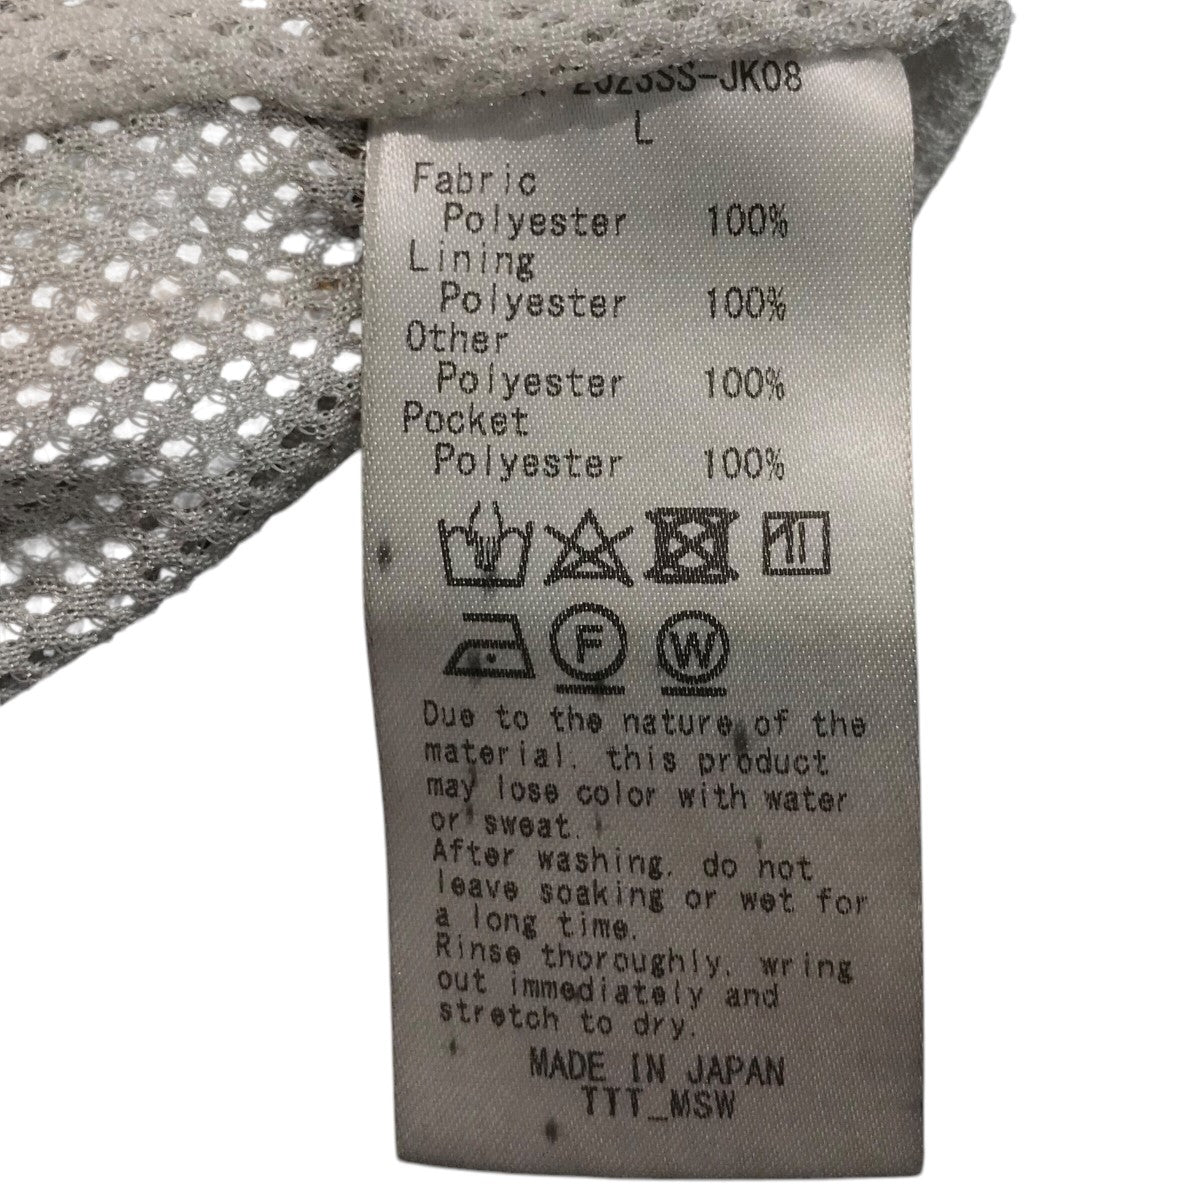 2023SS-JK08
L
Fabric
Polyester 100%
Lining
Polyester 100%
Other
Polyester 100%
Pocket
Polyester 100%
F W
Due to the nature of the
material, this product
may lose color with water
or sweat.
After washing, do not
leave soaking or wet for
a long time.
Rinse thoroughly, wring
out immediately and
stretch to dry.
MADE IN JAPAN
TTT_MSW